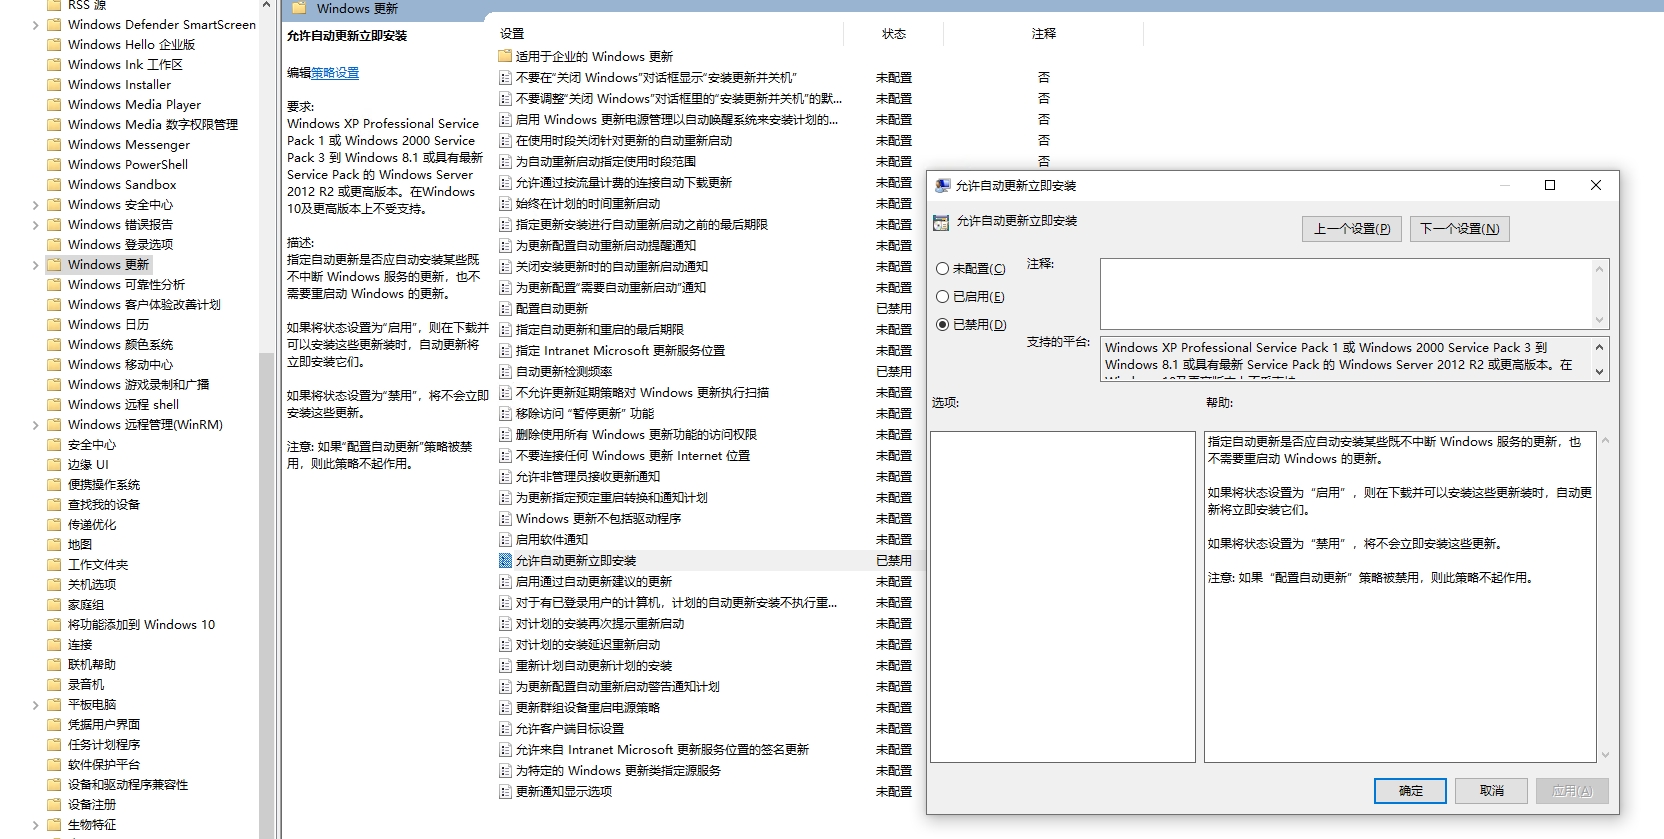 RSS 源
Windows Defender SmartScreen
Windows Hello 企业版
Windows Ink 工作区
Windows Installer
Windows Media Player
Windows Media 数字权限管理
Windows Messenger
Windows PowerShell
Windows Sandbox
Windows 安全中心
Windows 错误报告
Windows 登录选项
Windows 更新
Windows 可靠性分析
Windows 客户体验改善计划
Windows 日历
Windows 颜色系统
Windows 移动中心
Windows 游戏录制和广播
Windows 远程 shell
Windows 远程管理(WinRM)
安全中心
边缘 UI
便携操作系统
查找我的设备
传递优化
地图
工作文件夹
关机选项
家庭组
将功能添加到 Windows 10
连接
联机帮助
录音机
平板电脑
凭据用户界面
任务计划程序
软件保护平台
设备和驱动程序兼容性
设备注册
生物特征
Windows 更新
允许自动更新立即安装
编辑策略设置
要求:
Windows XP Professional Service
Pack 1 或 Windows 2000 Service
Pack 3 到 Windows 8.1 或具有最新
Service Pack 的 Windows Server
2012 R2 或更高版本。在Windows
10及更高版本上不受支持。
描述:
指定自动更新是否应自动安装某些既
不中断 Windows 服务的更新，也不
需要重启动 Windows 的更新。
如果将状态设置为“启用”，则在下载并
可以安装这些更新装时，自动更新将
立即安装它们。
如果将状态设置为“禁用”，将不会立即
安装这些更新。
注意: 如果“配置自动更新”策略被禁
用，则此策略不起作用。
设置 状态 注释
适用于企业的 Windows 更新
不要在“关闭 Windows”对话框显示“安装更新并关机” 未配置 否
不要调整“关闭 Windows”对话框里的“安装更新并关机”的默... 未配置 否
启用 Windows 更新电源管理以自动唤醒系统来安装计划的... 未配置 否
在使用时段关闭针对更新的自动重新启动 未配置 否
为自动重新启动指定使用时段范围 未配置 否
允许通过按流量计费的连接自动下载更新 未配置
始终在计划的时间重新启动 未配置
指定更新安装进行自动重新启动之前的最后期限 未配置
为更新配置自动重新启动提醒通知 未配置
关闭安装更新时的自动重新启动通知 未配置
为更新配置“需要自动重新启动”通知 未配置
配置自动更新 已禁用
指定自动更新和重启的最后期限 未配置
指定 Intranet Microsoft 更新服务位置 未配置
自动更新检测频率 已禁用
不允许更新延期策略对 Windows 更新执行扫描 未配置
移除访问 “暂停更新” 功能 未配置
删除使用所有 Windows 更新功能的访问权限 未配置
不要连接任何 Windows 更新 Internet 位置 未配置
允许非管理员接收更新通知 未配置
为更新指定预定重启转换和通知计划 未配置
Windows 更新不包括驱动程序 未配置
启用软件通知 未配置
允许自动更新立即安装 已禁用
启用通过自动更新建议的更新 未配置
对于有已登录用户的计算机，计划的自动更新安装不执行重... 未配置
对计划的安装再次提示重新启动 未配置
对计划的安装延迟重新启动 未配置
重新计划自动更新计划的安装 未配置
为更新配置自动重新启动警告通知计划 未配置
更新群组设备重启电源策略 未配置
允许客户端目标设置 未配置
允许来自 Intranet Microsoft 更新服务位置的签名更新 未配置
为特定的 Windows 更新类指定源服务 未配置
更新通知显示选项 未配置
允许自动更新立即安装
允许自动更新立即安装
上一个设置(P) 下一个设置(N)
未配置(C) 注释:
已启用(E)
已禁用(D)
支持的平台:
Windows XP Professional Service Pack 1 或 Windows 2000 Service Pack 3 到
Windows 8.1 或具有最新 Service Pack 的 Windows Server 2012 R2 或更高版本。在
选项: 帮助:
指定自动更新是否应自动安装某些既不中断 Windows 服务的更新，也
不需要重启动 Windows 的更新。
如果将状态设置为“启用”，则在下载并可以安装这些更新装时，自动更
新将立即安装它们。
如果将状态设置为“禁用”，将不会立即安装这些更新。
注意: 如果“配置自动更新”策略被禁用，则此策略不起作用。
确定 取消 应用(A)